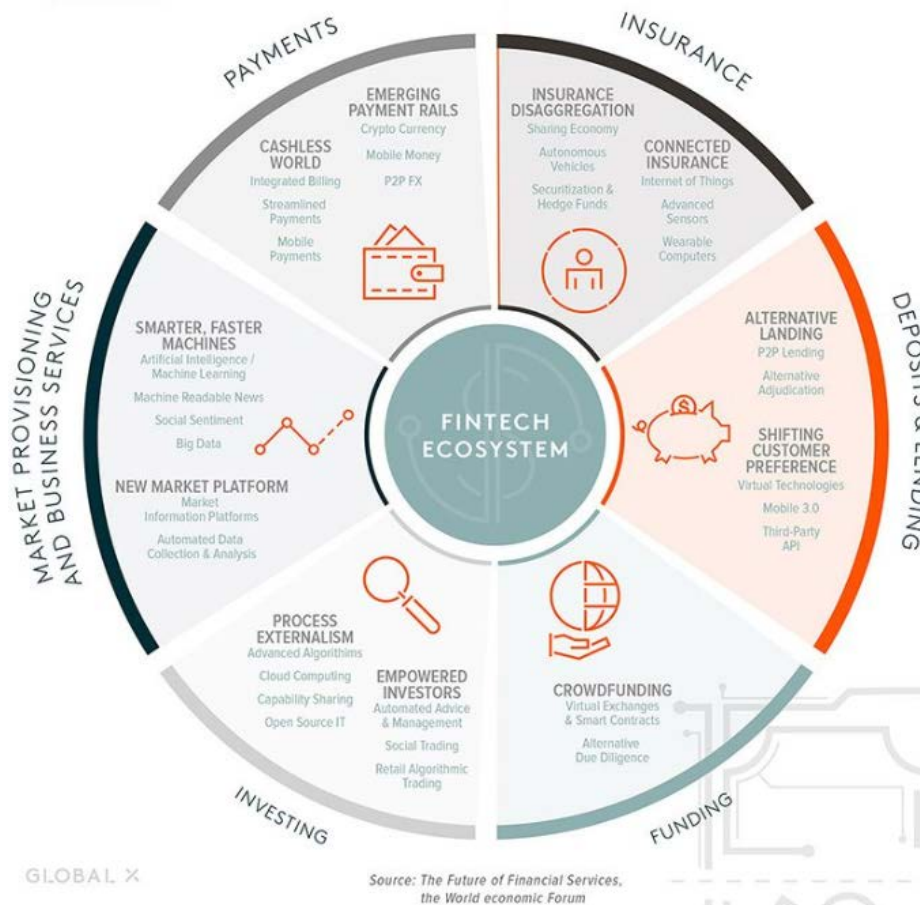 PAYMENTS
EMERGING
PAYMENT RAILS
Crypto Currency
Mobile Money
P2P FX
CASHLESS
WORLD
Integrated Billing
Streamlined
Payments
Mobile
Payments
INSURANCE
INSURANCE
DISAGGREGATION
Sharing Economy
Autonomous
Vehicles
Securitization &
Hedge Funds
CONNECTED
INSURANCE
Internet of Things
Advanced
Sensors
Wearable
Computers
DEPOSITS & LENDING
ALTERNATIVE
LANDING
P2P Lending
Alternative
Adjudication
SHIFTING
CUSTOMER
PREFERENCE
Virtual Technologies
Mobile 3.0
Third-Party
API
MARKET PROVISIONING
AND BUSINESS SERVICES
SMARTER, FASTER
MACHINES
Artificial Intelligence /
Machine Learning
Machine Readable News
Social Sentiment
Big Data
NEW MARKET PLATFORM
Market
Information Platforms
Automated Data
Collection & Analysis
FINTECH
ECOSYSTEM
INVESTING
PROCESS
EXTERNALISM
Advanced Algorithims
Cloud Computing
Capability Sharing
Open Source IT
EMPOWERED
INVESTORS
Automated Advice
& Management
Social Trading
Retail Algorithmic
Trading
FUNDING
CROWDFUNDING
Virtual Exchanges
& Smart Contracts
Alternative
Due Diligence
GLOBAL X
Source: The Future of Financial Services,
the World economic Forum